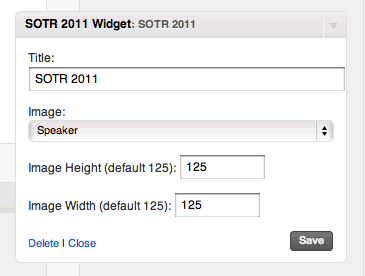 SOTR 2011 Widget: SOTR 2011
Title:
SOTR 2011
Image:
Speaker
Image Height (default 125): 125
Image Width (default 125): 125
Delete | Close Save